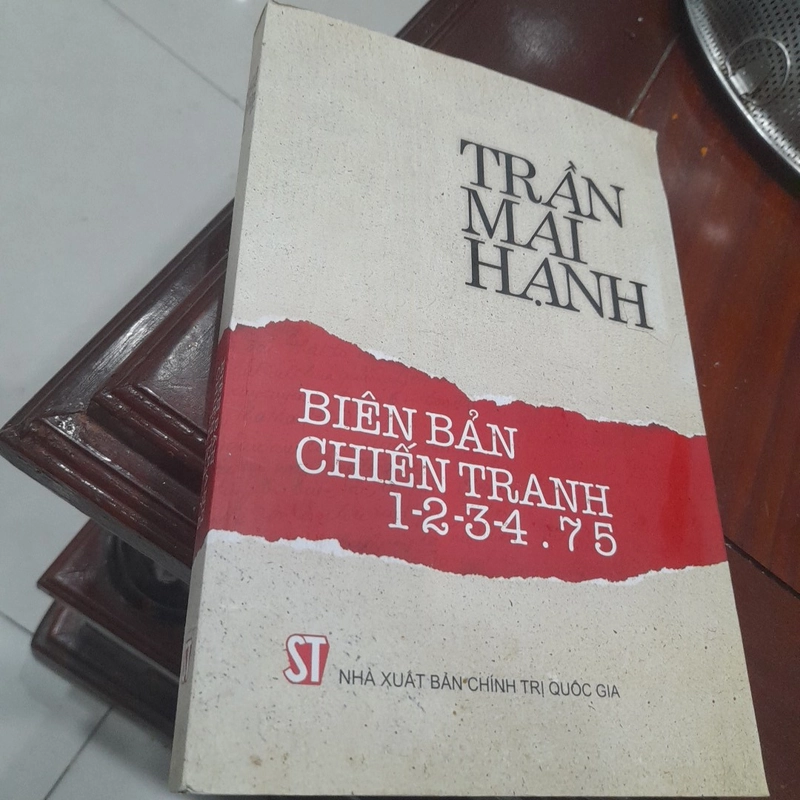 TRẦN
MAI
HẠNH
BIÊN BẢN
CHIẾN TRANH
1-2-3-4.75
ST
NHÀ XUẤT BẢN CHÍNH TRỊ QUỐC GIA